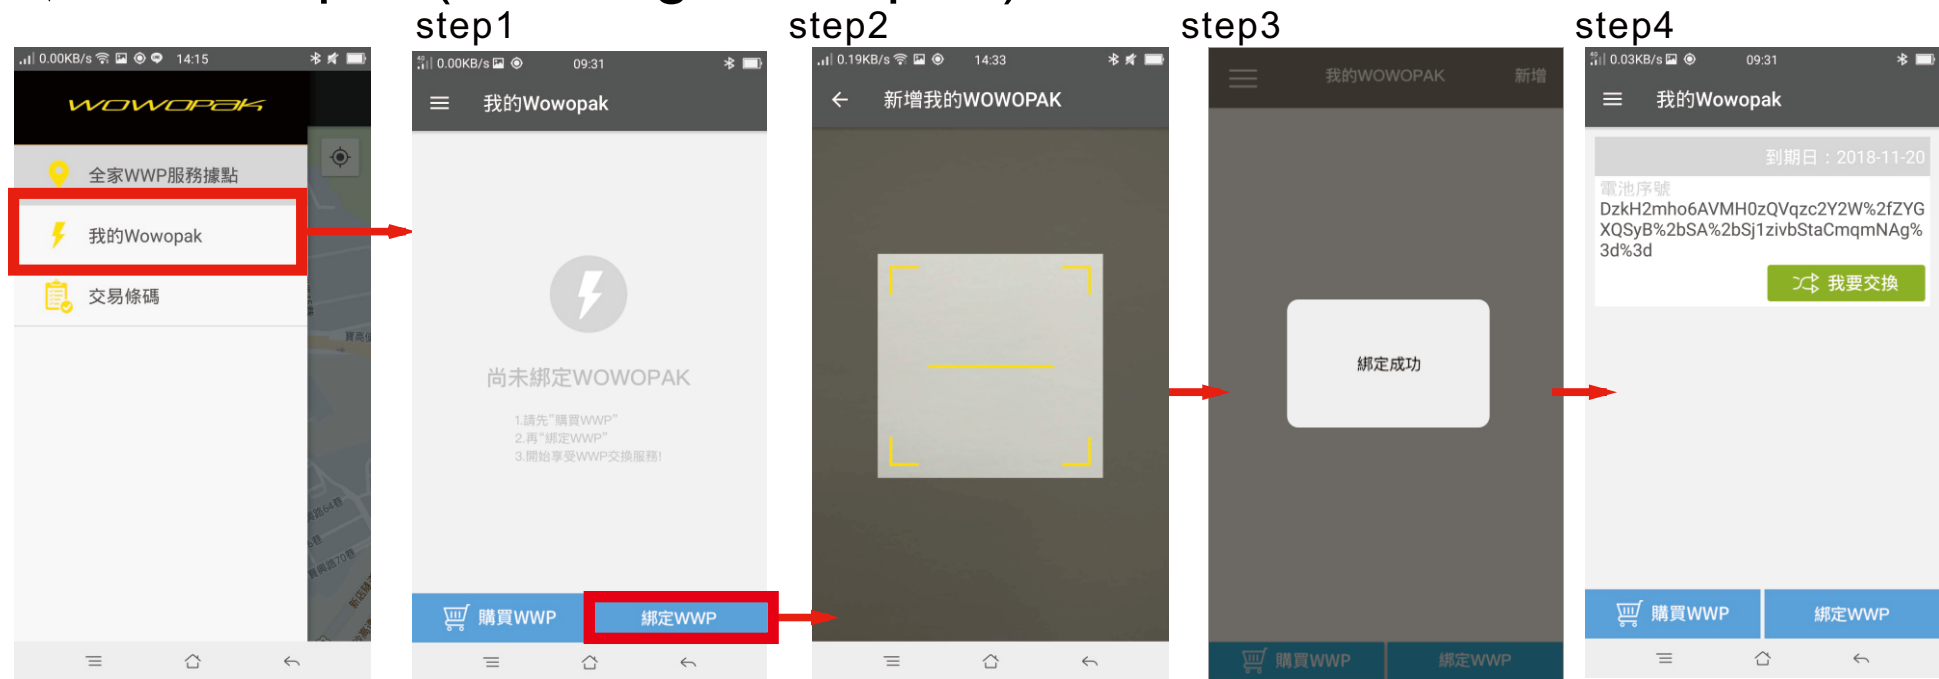 step1
step2
step3
step4
0.00KB/s
14:15
WOWOPAK
全家WWP服務據點
我的Wowopak
交易條碼
0.00KB/s
09:31
我的Wowopak
尚未綁定WOWOPAK
1.請先"購買WWP"
2.再"綁定WWP"
3.開始享受WWP交換服務!
購買WWP
綁定WWP
0.19KB/s
14:33
新增我的WOWOPAK
我的WOWOPAK
新增
綁定成功
購買WWP
綁定WWP
0.03KB/s
09:31
我的Wowopak
到期日：2018-11-20
電池序號
DzkH2mho6AVMH0zQVqzc2Y2W%2fZYG
XQSyB%2bSA%2bSj1zivbStaCmqmNAg%
3d%3d
我要交換
購買WWP
綁定WWP